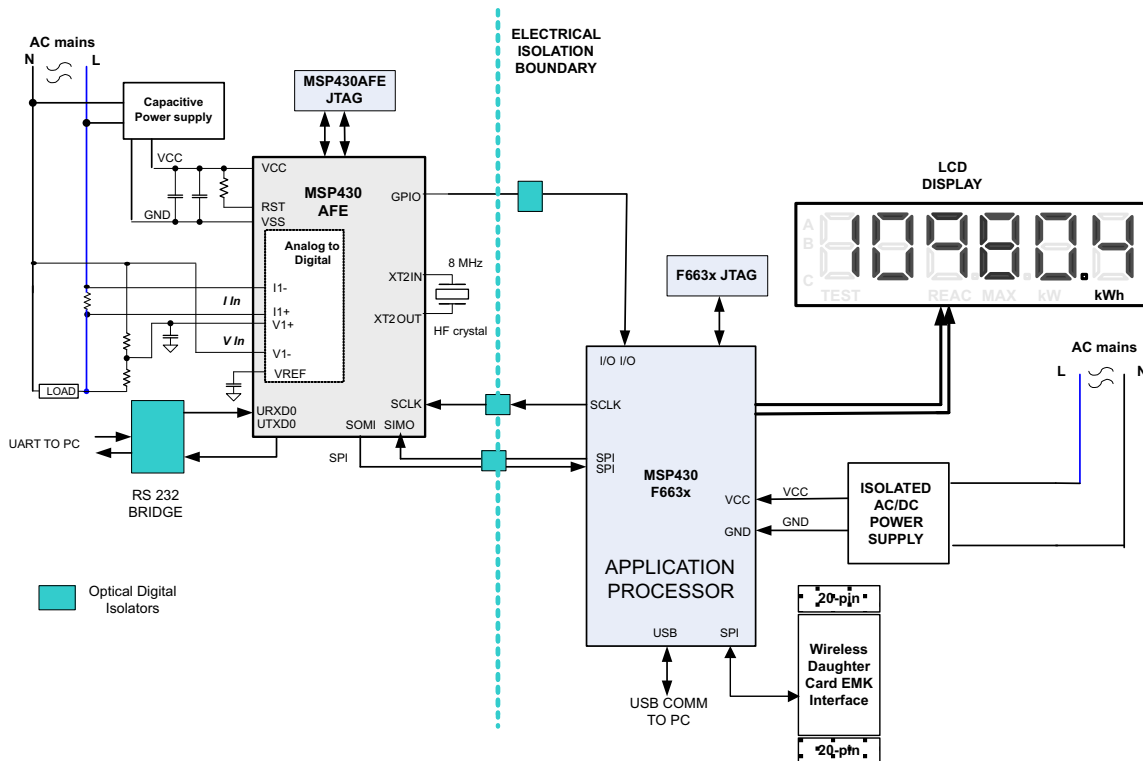 AC mains
N
L
Capacitive
Power supply
VCC
GND
MSP430AFE
JTAG
ELECTRICAL
ISOLATION
BOUNDARY
VCC
RST
VSS
MSP430
AFE
GPIO
Analog to
Digital
I1-
I1+
V1+
V1-
VREF
I In
V In
XT2IN
XT2OUT
8 MHz
HF crystal
LOAD
URXD0
UTXD0
SOMI
SIMO
SCLK
SPI
UART TO PC
RS 232
BRIDGE
Optical Digital
Isolators
LCD
DISPLAY
A
B
C
10980.4
TEST
REAC
MAX
kW
kWh
F663x JTAG
I/O I/O
SCLK
SPI
SPI
MSP430
F663x
VCC
GND
APPLICATION
PROCESSOR
USB
SPI
VCC
GND
ISOLATED
AC/DC
POWER
SUPPLY
AC mains
L
N
USB COMM
TO PC
20-pin
Wireless
Daughter
Card EMK
Interface
20-pin